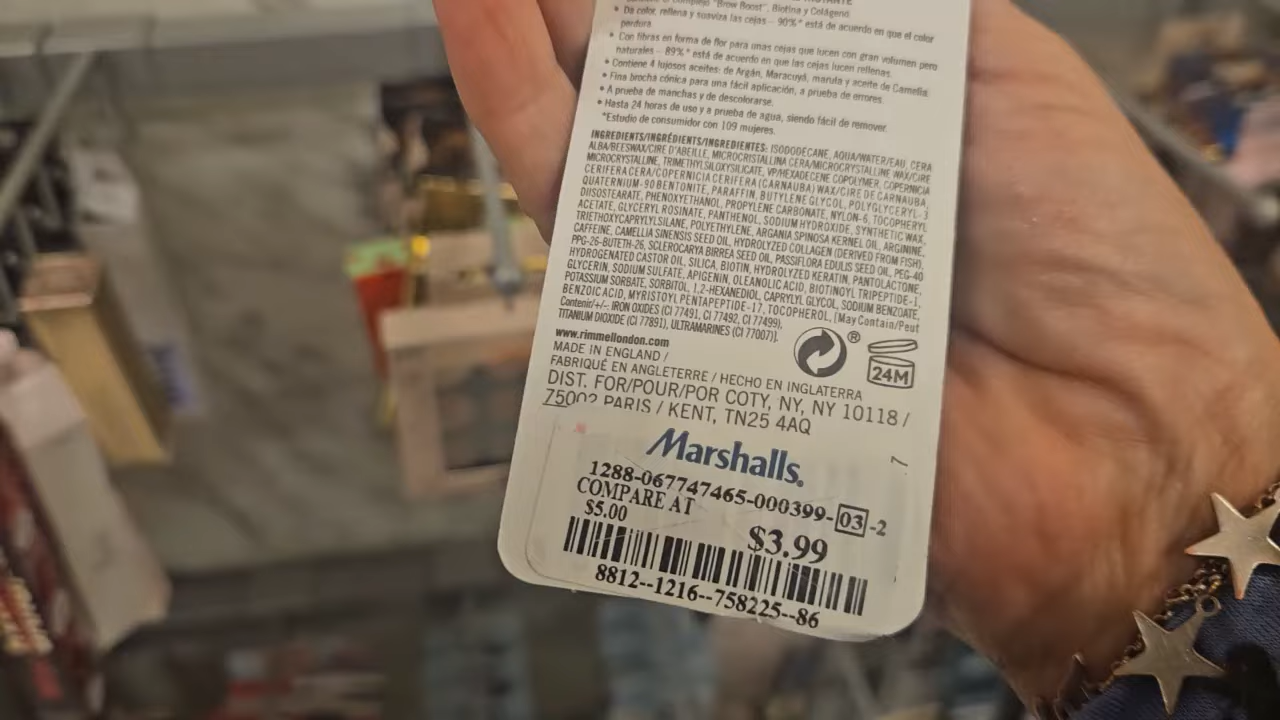 complejo "Brow Boost", Biotina y Colágeno.
• Da color, rellena y suaviza las cejas – 90%* está de acuerdo en que el color
perdura.
• Con fibras en forma de flor para unas cejas que lucen con gran volumen pero
naturales – 89%* está de acuerdo en que las cejas lucen rellenas.
• Contiene 4 lujosos aceites: de Argán, Maracuyá, marula y aceite de Camelia.
• Fina brocha cónica para una fácil aplicación, a prueba de errores.
• A prueba de manchas y de descolorarse.
• Hasta 24 horas de uso y a prueba de agua, siendo fácil de remover.
*Estudio de consumidor con 109 mujeres.
INGREDIENTS/INGRÉDIENTS/INGREDIENTES: ISODODECANE, AQUA/WATER/EAU, CERA
ALBA/BEESWAX/CIRE D'ABEILLE, MICROCRISTALLINA CERA/MICROCRYSTALLINE WAX/CIRE
MICROCRYSTALLINE, TRIMETHYLSILOXYSILICATE, VP/HEXADECENE COPOLYMER, COPERNICIA
CERIFERA CERA/COPERNICIA CERIFERA (CARNAUBA) WAX/CIRE DE CARNAUBA,
QUATERNIUM-90 BENTONITE, PARAFFIN, BUTYLENE GLYCOL, POLYGLYCERYL-3
DIISOSTEARATE, PHENOXYETHANOL, PROPYLENE CARBONATE, NYLON-6, TOCOPHERYL
ACETATE, GLYCERYL ROSINATE, PANTHENOL, SODIUM HYDROXIDE, SYNTHETIC WAX,
TRIETHOXYCAPRYLYLSILANE, POLYETHYLENE, ARGANIA SPINOSA KERNEL OIL, ARGININE,
CAFFEINE, CAMELLIA SINENSIS SEED OIL, HYDROLYZED COLLAGEN (DERIVED FROM FISH),
PPG-26-BUTETH-26, SCLEROCARYA BIRREA SEED OIL, PASSIFLORA EDULIS SEED OIL, PEG-40
HYDROGENATED CASTOR OIL, SILICA, BIOTIN, HYDROLYZED KERATIN, PANTOLACTONE,
GLYCERIN, SODIUM SULFATE, APIGENIN, OLEANOLIC ACID, BIOTINOYL TRIPEPTIDE-1,
POTASSIUM SORBATE, SORBITOL, 1,2-HEXANEDIOL, CAPRYLYL GLYCOL, SODIUM BENZOATE,
BENZOIC ACID, MYRISTOYL PENTAPEPTIDE-17, TOCOPHEROL, [May Contain/Peut
Contenir/+/-: IRON OXIDES (CI 77491, CI 77492, CI 77499),
TITANIUM DIOXIDE (CI 77891), ULTRAMARINES (CI 77007)].
®
24M
www.rimmellondon.com
MADE IN ENGLAND /
FABRIQUÉ EN ANGLETERRE / HECHO EN INGLATERRA
DIST. FOR/POUR/POR COTY, NY, NY 10118 /
75002 PARIS / KENT, TN25 4AQ
Marshalls.
1288-067747465-000399-03-2
COMPARE AT
$5.00
$3.99
8812--1216--758225--86